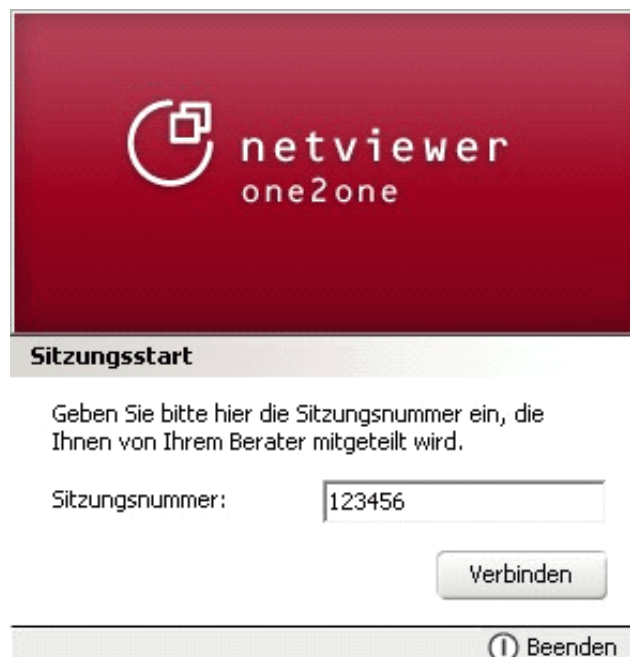 netviewer
one2one
Sitzungsstart
Geben Sie bitte hier die Sitzungsnummer ein, die
Ihnen von Ihrem Berater mitgeteilt wird.
Sitzungsnummer: 123456
Verbinden
Beenden